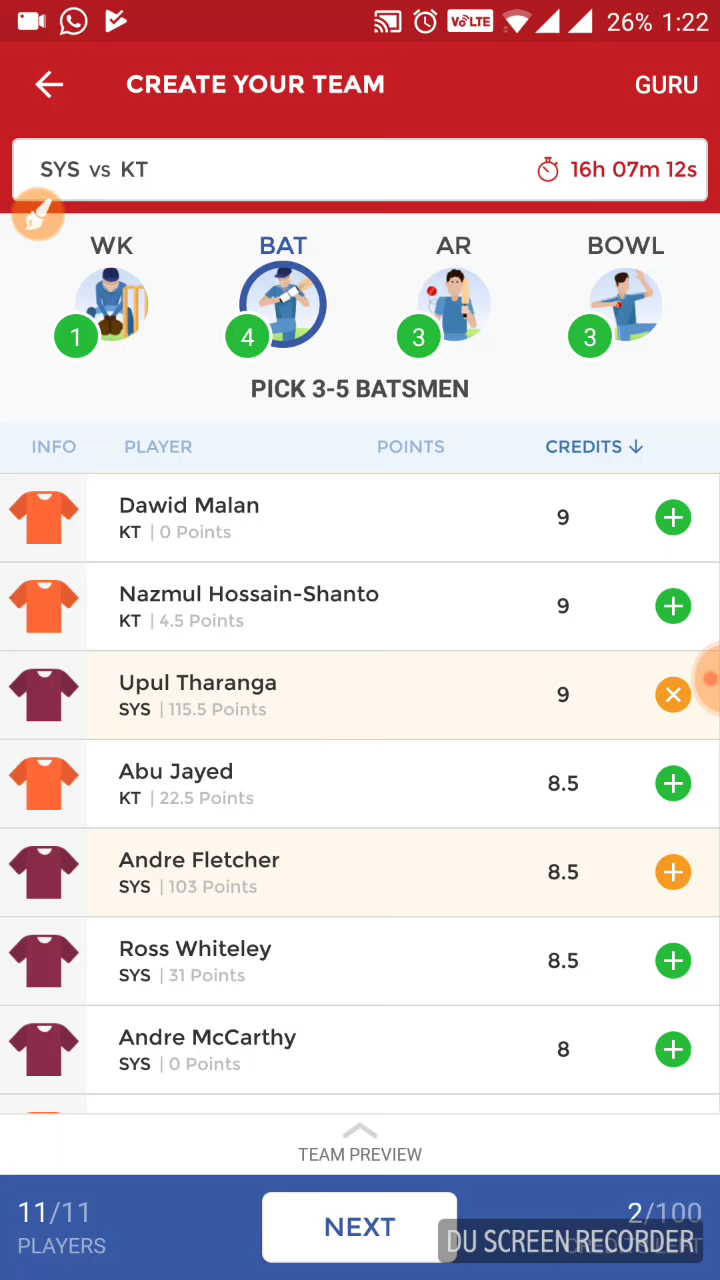 VoLTE 26% 1:22
CREATE YOUR TEAM GURU
SYS vs KT 16h 07m 12s
WK BAT AR BOWL
1 4 3 3
PICK 3-5 BATSMEN
INFO PLAYER POINTS CREDITS
Dawid Malan
KT | 0 Points 9
Nazmul Hossain-Shanto
KT | 4.5 Points 9
Upul Tharanga
SYS | 115.5 Points 9
Abu Jayed
KT | 22.5 Points 8.5
Andre Fletcher
SYS | 103 Points 8.5
Ross Whiteley
SYS | 31 Points 8.5
Andre McCarthy
SYS | 0 Points 8
TEAM PREVIEW
11/11 NEXT 2/100
PLAYERS
DU SCREEN RECORDER